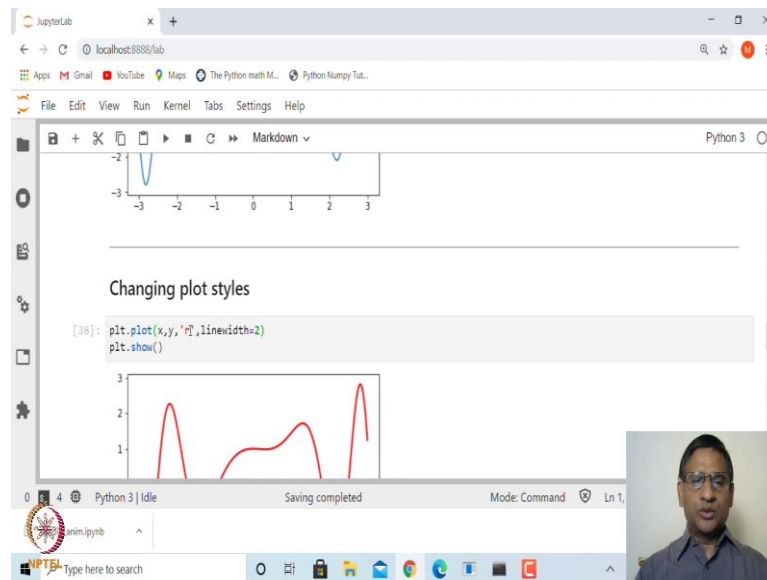 JupyterLab
localhost:8888/lab
Apps M Gmail YouTube Maps The Python math M... Python Numpy Tut...
File Edit View Run Kernel Tabs Settings Help
Markdown Python 3
-2
-3
-3 -2 -1 0 1 2 3
Changing plot styles
[38]: plt.plot(x,y,'r',linewidth=2)
plt.show()
3
2
1
0 4 Python 3 | Idle Saving completed Mode: Command Ln 1,
anim.ipynb
NPTEL Type here to search